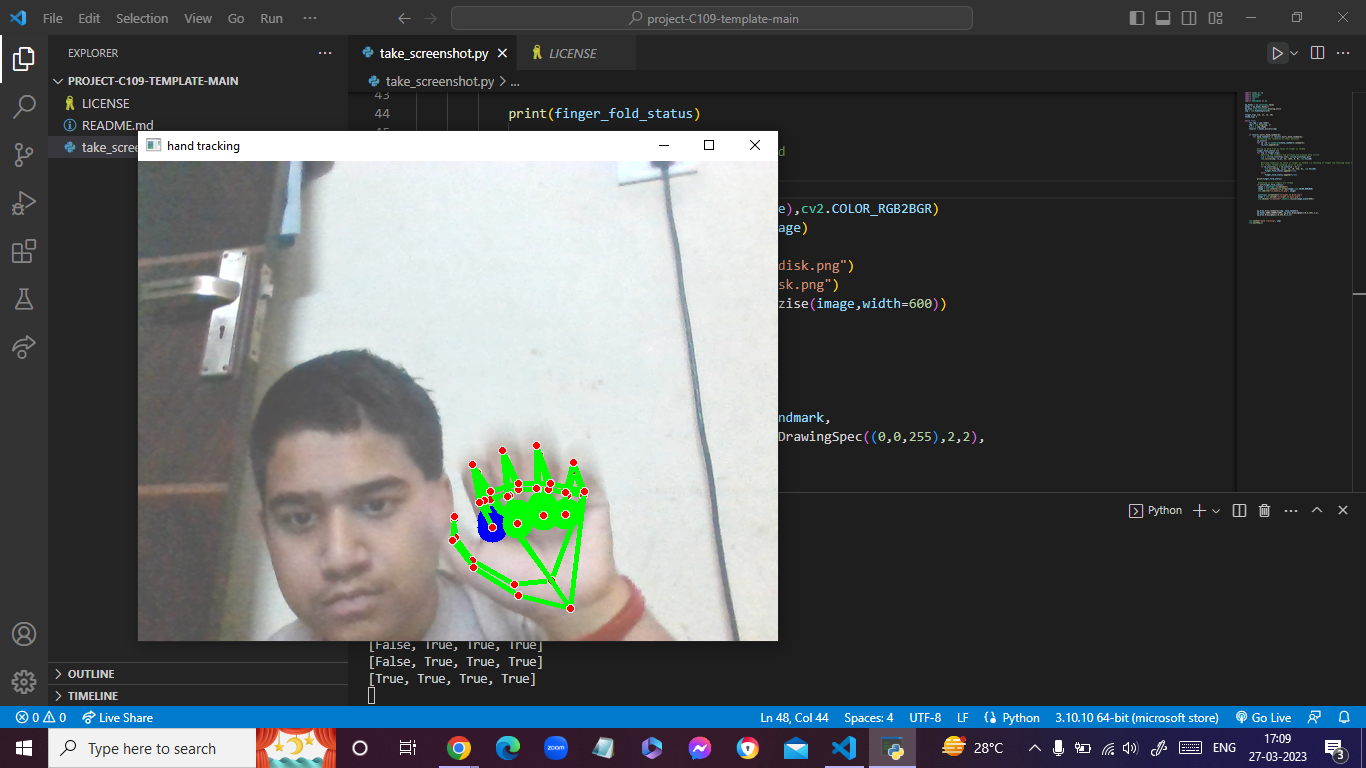 File Edit Selection View Go Run ··· project-C109-template-main
EXPLORER ···
take_screenshot.py
LICENSE
PROJECT-C109-TEMPLATE-MAIN
take_screenshot.py > ...
LICENSE
README.md
take_scre
43
44 print(finger_fold_status)
hand tracking
e),cv2.COLOR_RGB2BGR)
age)
disk.png")
sk.png")
zise(image,width=600))
ndmark,
DrawingSpec((0,0,255),2,2),
Python
[False, True, True, True]
[False, True, True, True]
[True, True, True, True]
OUTLINE
TIMELINE
0 0 Live Share Ln 48, Col 44 Spaces: 4 UTF-8 LF Python 3.10.10 64-bit (microsoft store) Go Live
Type here to search
zoom
28°C
ENG
17:09
27-03-2023
3